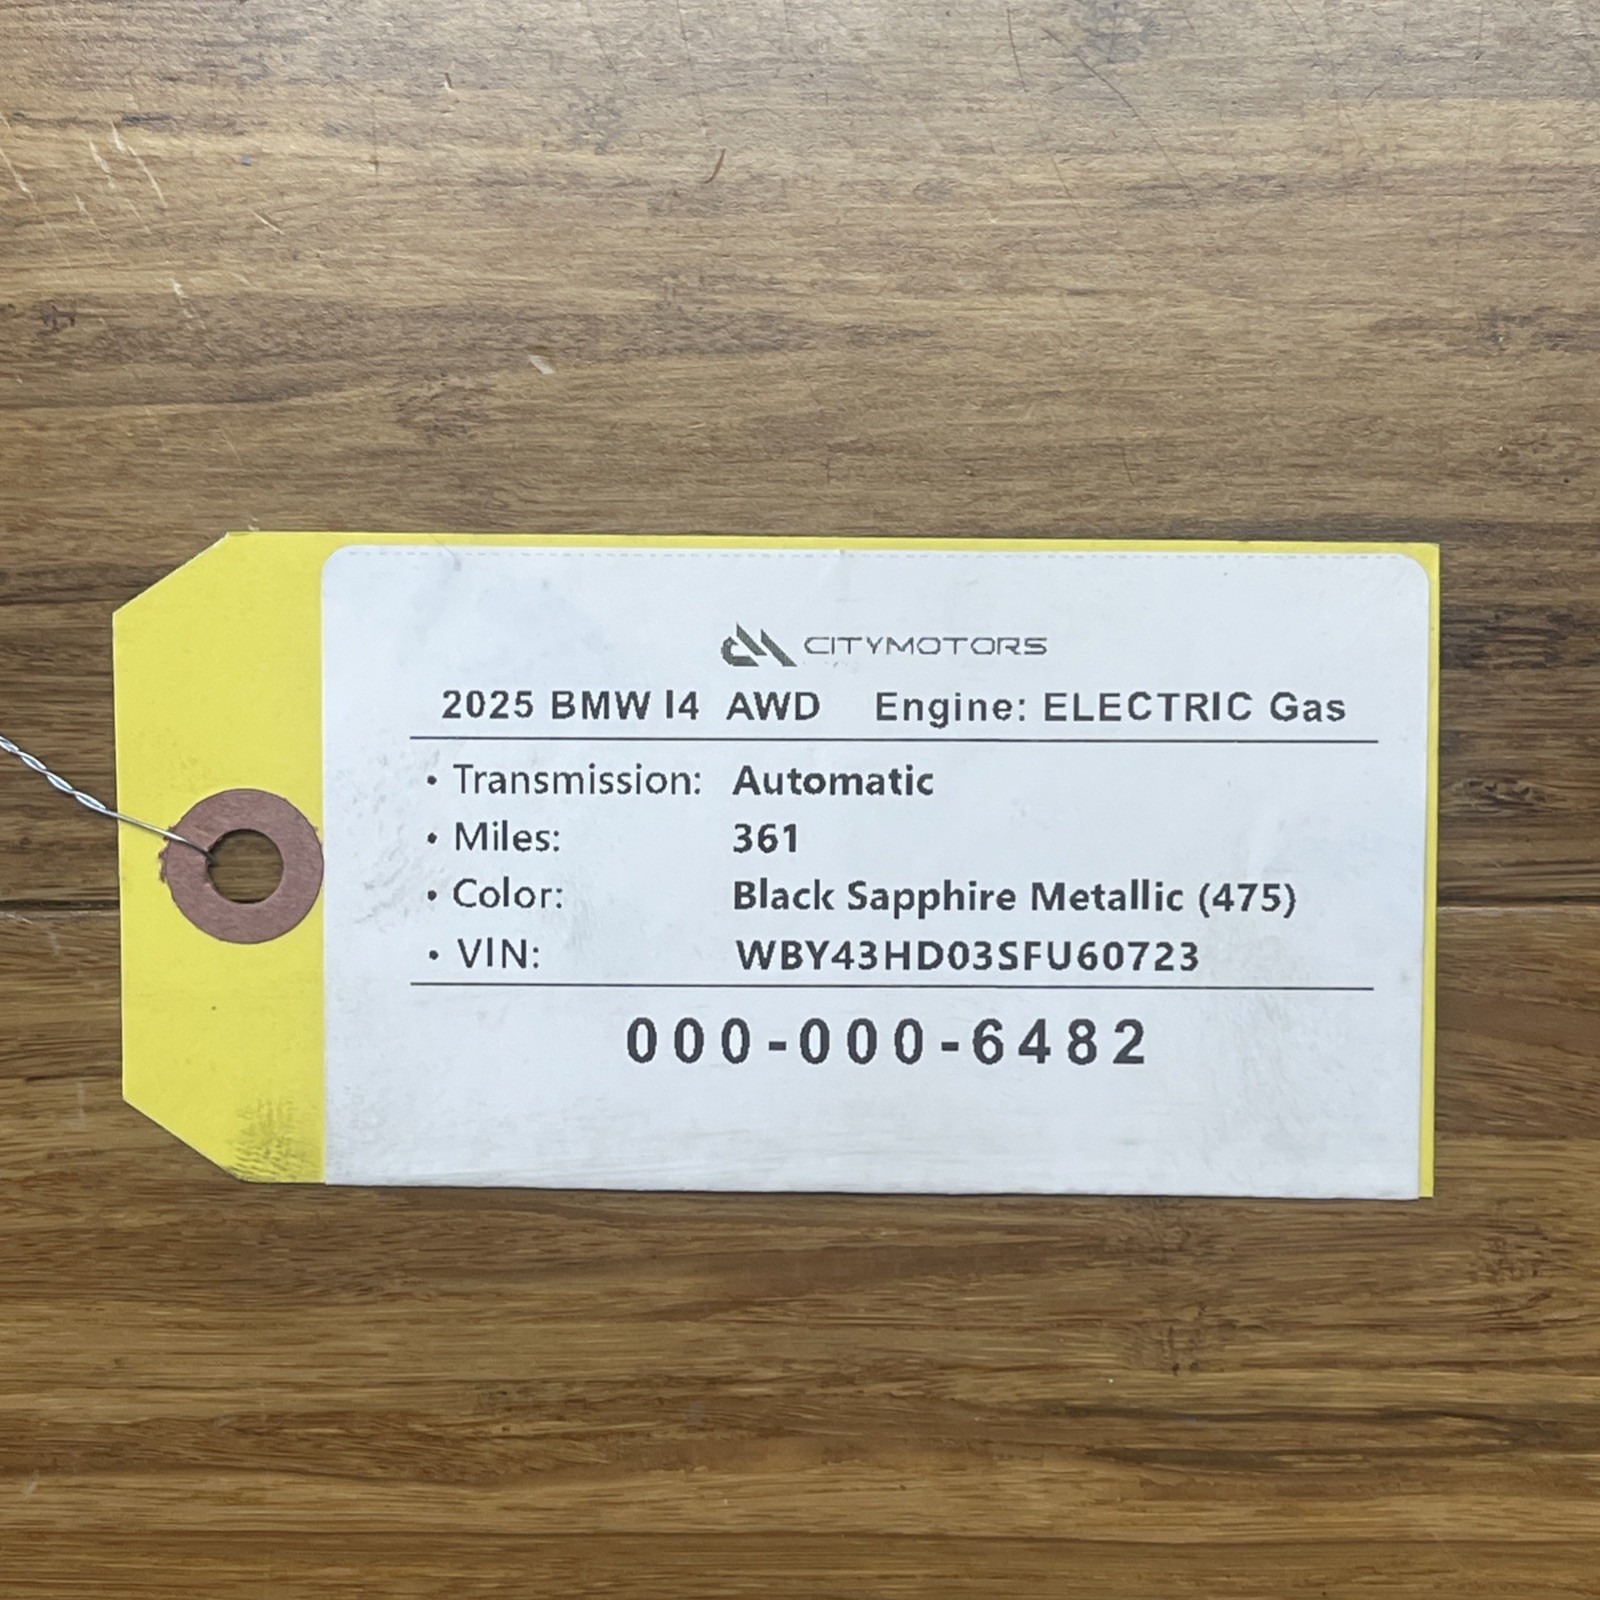 CITYMOTORS
2025 BMW I4 AWD Engine: ELECTRIC Gas
• Transmission: Automatic
• Miles: 361
• Color: Black Sapphire Metallic (475)
• VIN: WBY43HD03SFU60723
000-000-6482